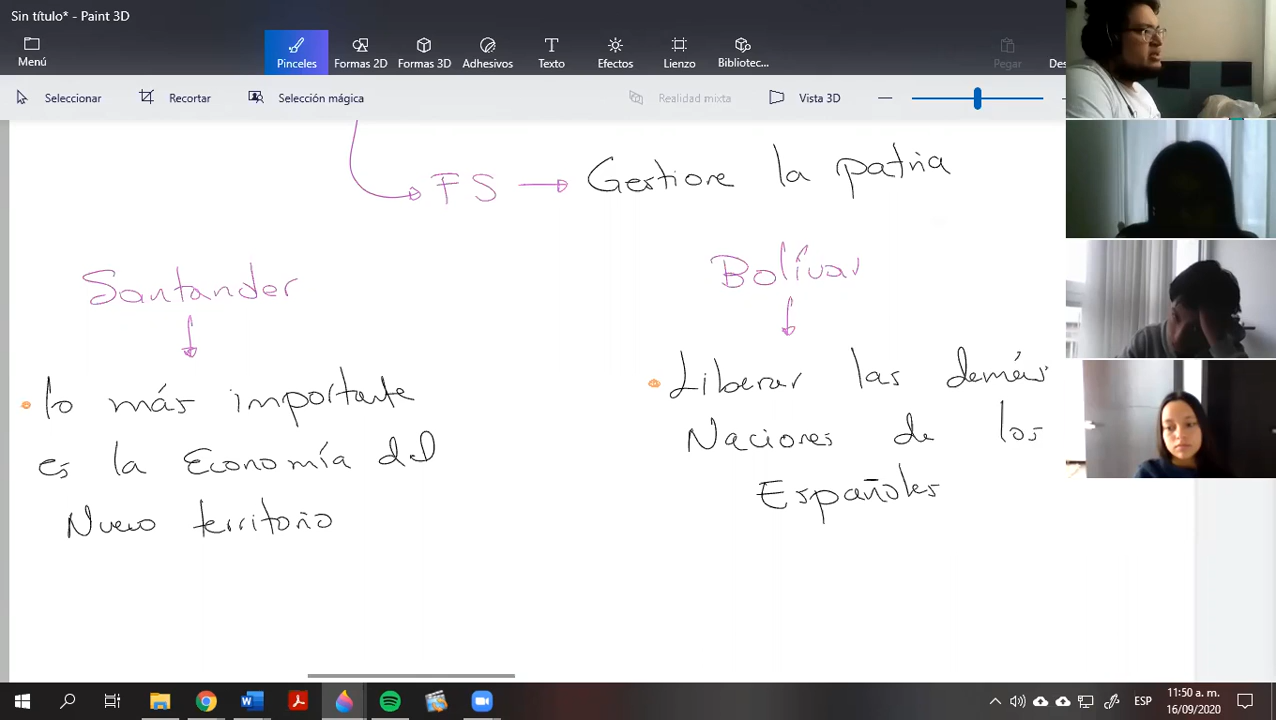 Sin título* - Paint 3D
Menú
Pinceles
Formas 2D
Formas 3D
Adhesivos
Texto
Efectos
Lienzo
Bibliotec...
Pegar
Des
Seleccionar
Recortar
Selección mágica
Realidad mixta
Vista 3D
FS → Gestione la patria
Santander
lo más importante
es la Economía del
Nuevo territorio
Bolívar
Liberar las demás
Naciones de los
Españoles
ESP
11:50 a. m.
16/09/2020